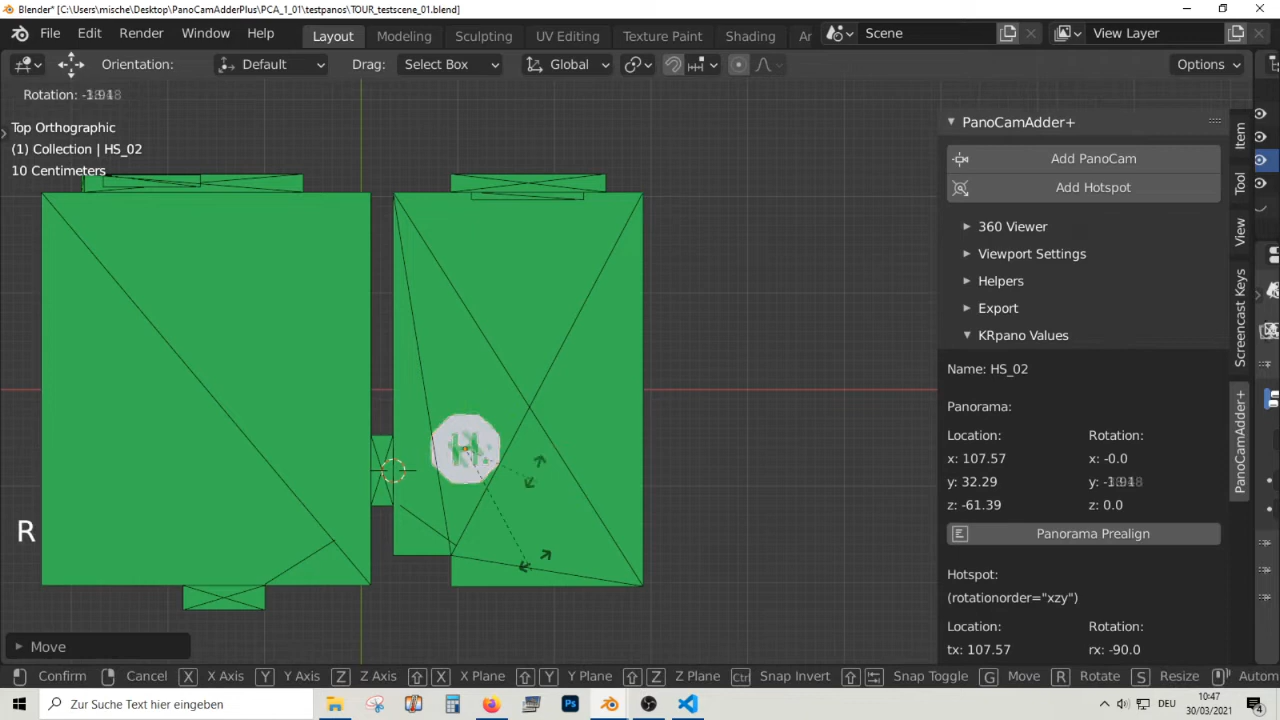 Blender* [C:\Users\mische\Desktop\PanoCamAdderPlus\PCA_1_01\testpanos\TOUR_testscene_01.blend]
File Edit Render Window Help Layout Modeling Sculpting UV Editing Texture Paint Shading Ar Scene View Layer
Orientation: Default Drag: Select Box Global Options
Rotation:
Top Orthographic
(1) Collection | HS_02
10 Centimeters
PanoCamAdder+
Add PanoCam
Add Hotspot
360 Viewer
Viewport Settings
Helpers
Export
KRpano Values
Name: HS_02
Panorama:
Location: Rotation:
x: 107.57 x: -0.0
y: 32.29 y:
z: -61.39 z: 0.0
Panorama Prealign
Hotspot:
(rotationorder="xzy")
Location: Rotation:
tx: 107.57 rx: -90.0
Item
Tool
View
Screencast Keys
PanoCamAdder+
H
R
Move
Confirm Cancel X X Axis Y Y Axis Z Z Axis X X Plane Y Y Plane Z Z Plane Ctrl Snap Invert Snap Toggle G Move R Rotate S Resize Autom
Zur Suche Text hier eingeben
DEU
10:47
30/03/2021
4